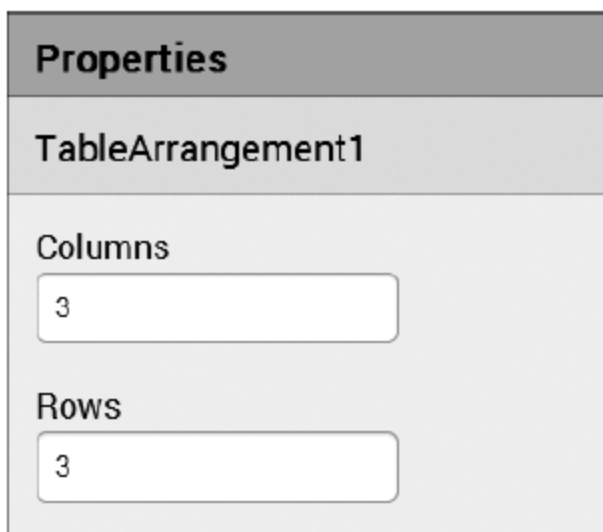 Properties
TableArrangement1
Columns
3
Rows
3